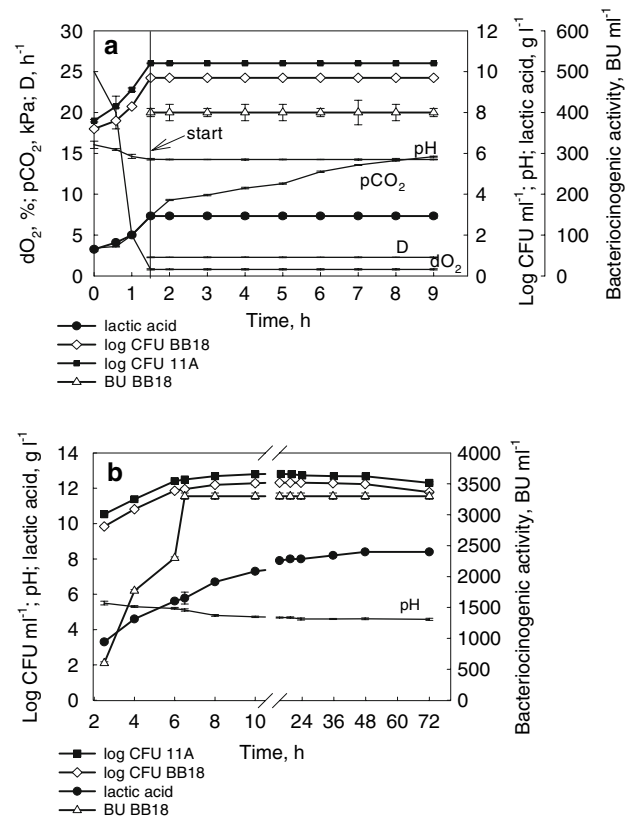 a
30
25
20
15
10
5
0
dO₂, %; pCO₂, kPa; D, h⁻¹
12
10
8
6
4
2
0
Log CFU ml⁻¹; pH; lactic acid, g l⁻¹
600
500
400
300
200
100
0
Bacteriocinogenic activity, BU ml⁻¹
start
pH
pCO₂
D
dO₂
0 1 2 3 4 5 6 7 8 9
Time, h
lactic acid
log CFU BB18
log CFU 11A
BU BB18
b
14
12
10
8
6
4
2
0
Log CFU ml⁻¹; pH; lactic acid, g l⁻¹
4000
3500
3000
2500
2000
1500
1000
500
0
Bacteriocinogenic activity, BU ml⁻¹
pH
2 4 6 8 10 24 36 48 60 72
Time, h
log CFU 11A
log CFU BB18
lactic acid
BU BB18